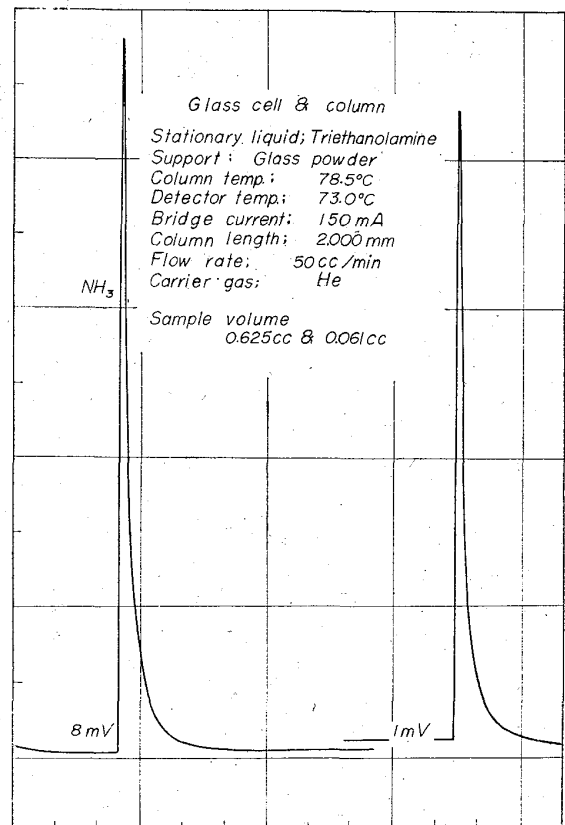 Glass cell & column
Stationary liquid; Triethanolamine
Support; Glass powder
Column temp.; 78.5°C
Detector temp.; 73.0°C
Bridge current; 150 mA
Column length; 2.000 mm
Flow rate; 50 cc/min
Carrier gas; He
NH₃
Sample volume
0.625cc & 0.061cc
8 mV
1 mV